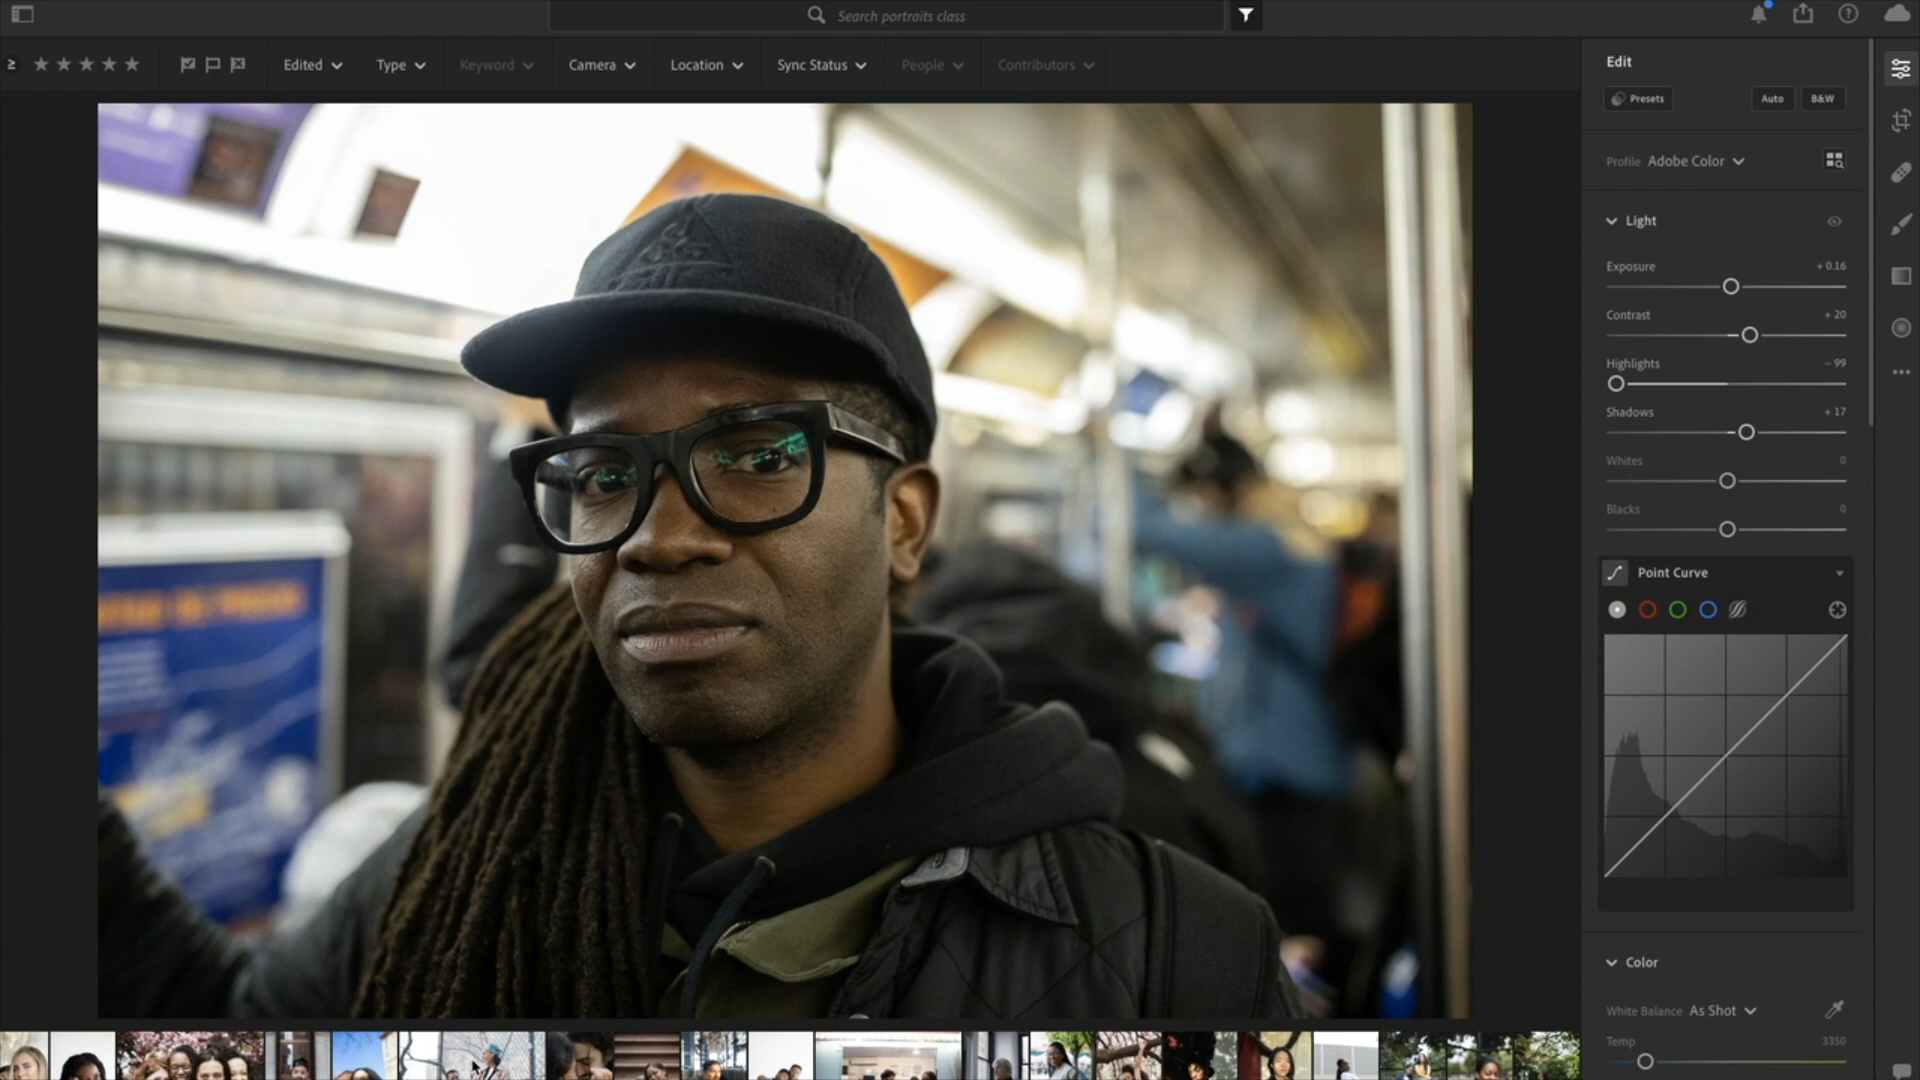 Search portraits class
≥
Edited
Type
Keyword
Camera
Location
Sync Status
People
Contributors
Edit
Presets
Auto
B&W
Profile Adobe Color
Light
Exposure + 0.16
Contrast + 20
Highlights − 99
Shadows + 17
Whites 0
Blacks 0
Point Curve
Color
White Balance As Shot
Temp 3350